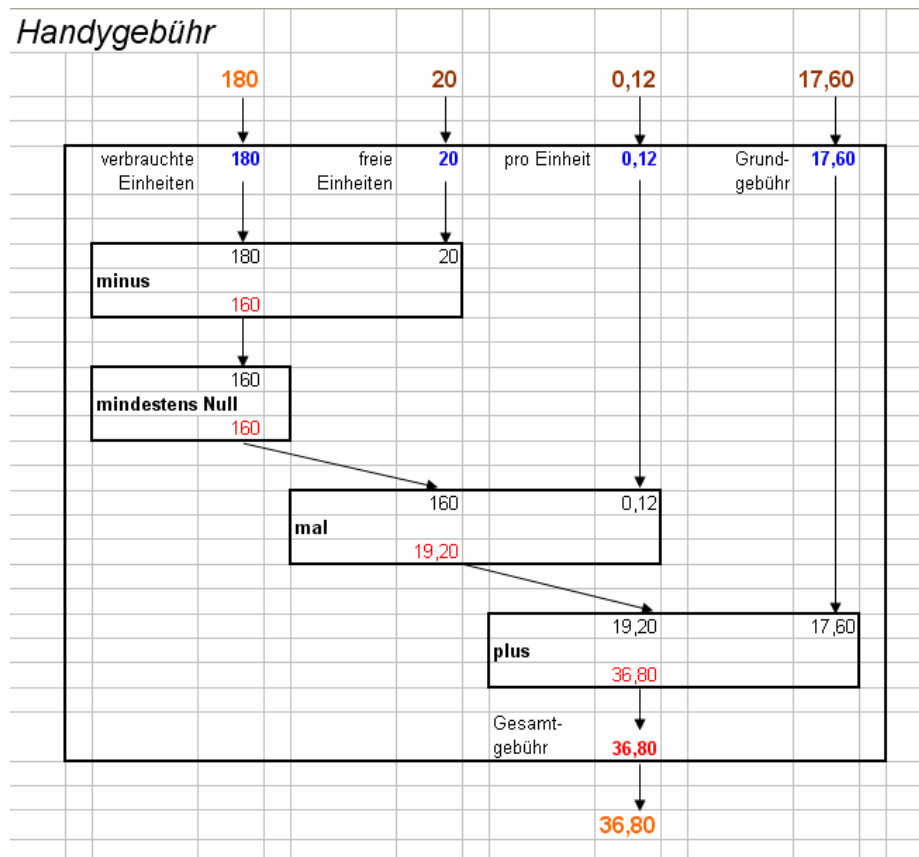 Handygebühr
180 20 0,12 17,60
verbrauchte 180 freie 20 pro Einheit 0,12 Grund- 17,60
Einheiten Einheiten gebühr
180 20
minus
160
160
mindestens Null
160
160 0,12
mal
19,20
19,20 17,60
plus
36,80
Gesamt-
gebühr 36,80
36,80